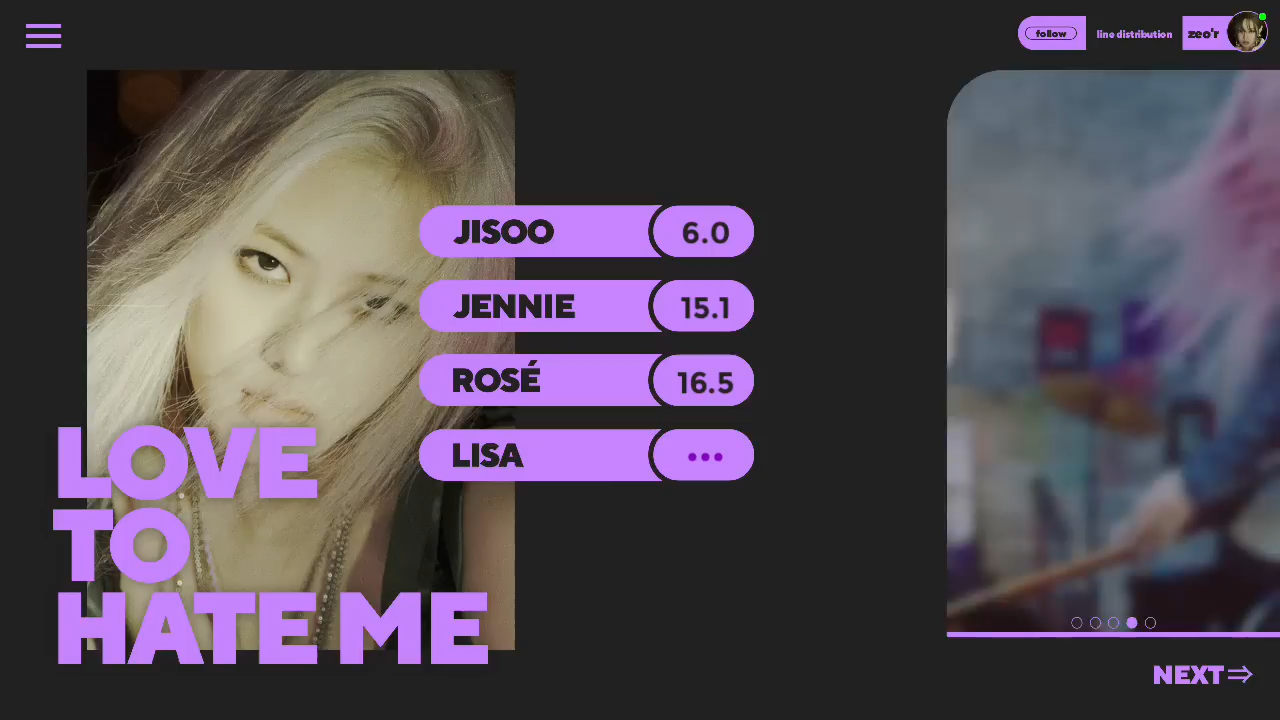 follow
line distribution
zeo'r
JISOO 6.0
JENNIE 15.1
ROSÉ 16.5
LISA •••
LOVE
TO
HATE ME
NEXT⇒